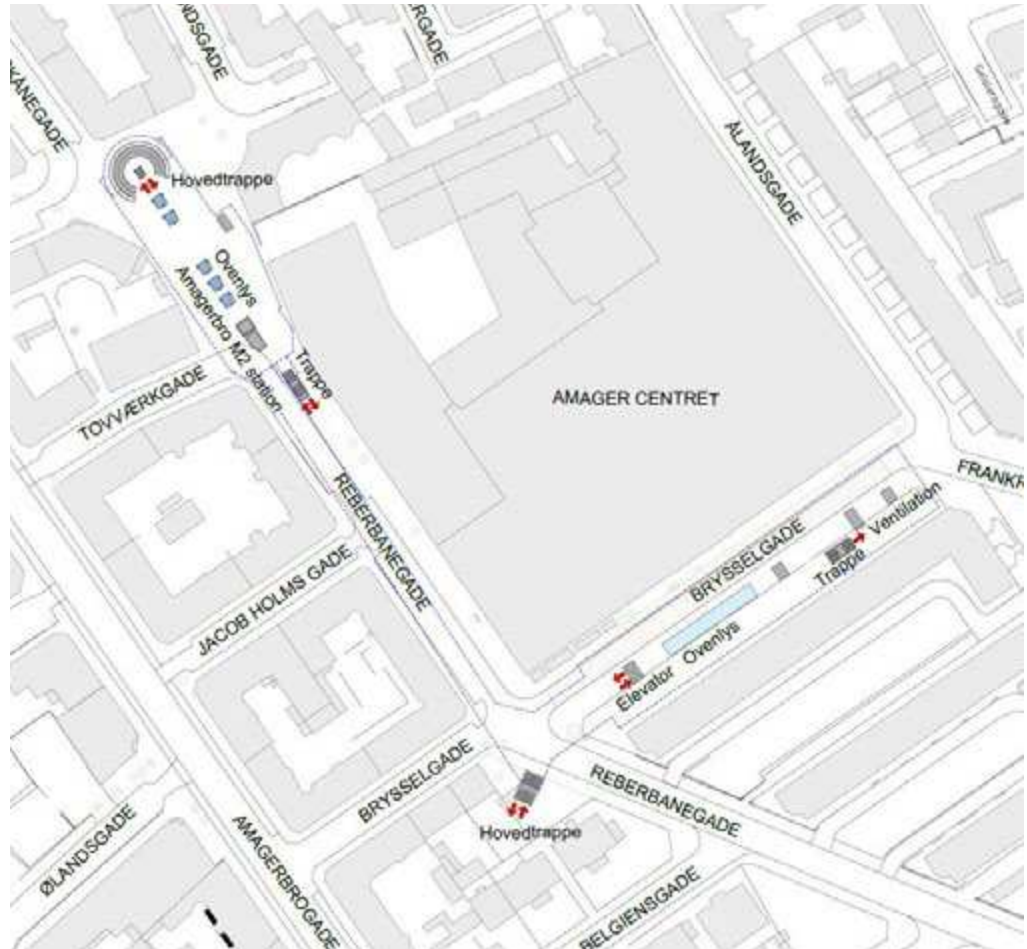 NDSGADE
RGADE
KÅNEGADE
Hovedtrappe
ÅLANDSGADE
Ovenlys
Amagerbro M2 station
Trappe
TOVVÆRKGADE
AMAGER CENTRET
FRANKR
REBERBANEGADE
BRYSSELGADE
Ventilation
Trappe
JACOB HOLMS GADE
Ovenlys
Elevator
BRYSSELGADE
REBERBANEGADE
Hovedtrappe
ØLANDSGADE
AMAGERBROGADE
BELGIENSGADE